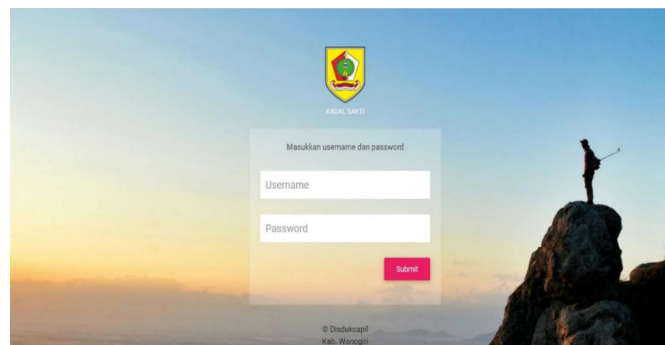 KADAL SAKTI
Masukkan username dan password
Username
Password
Submit
© Disdukcapil
Kab. Wonogiri